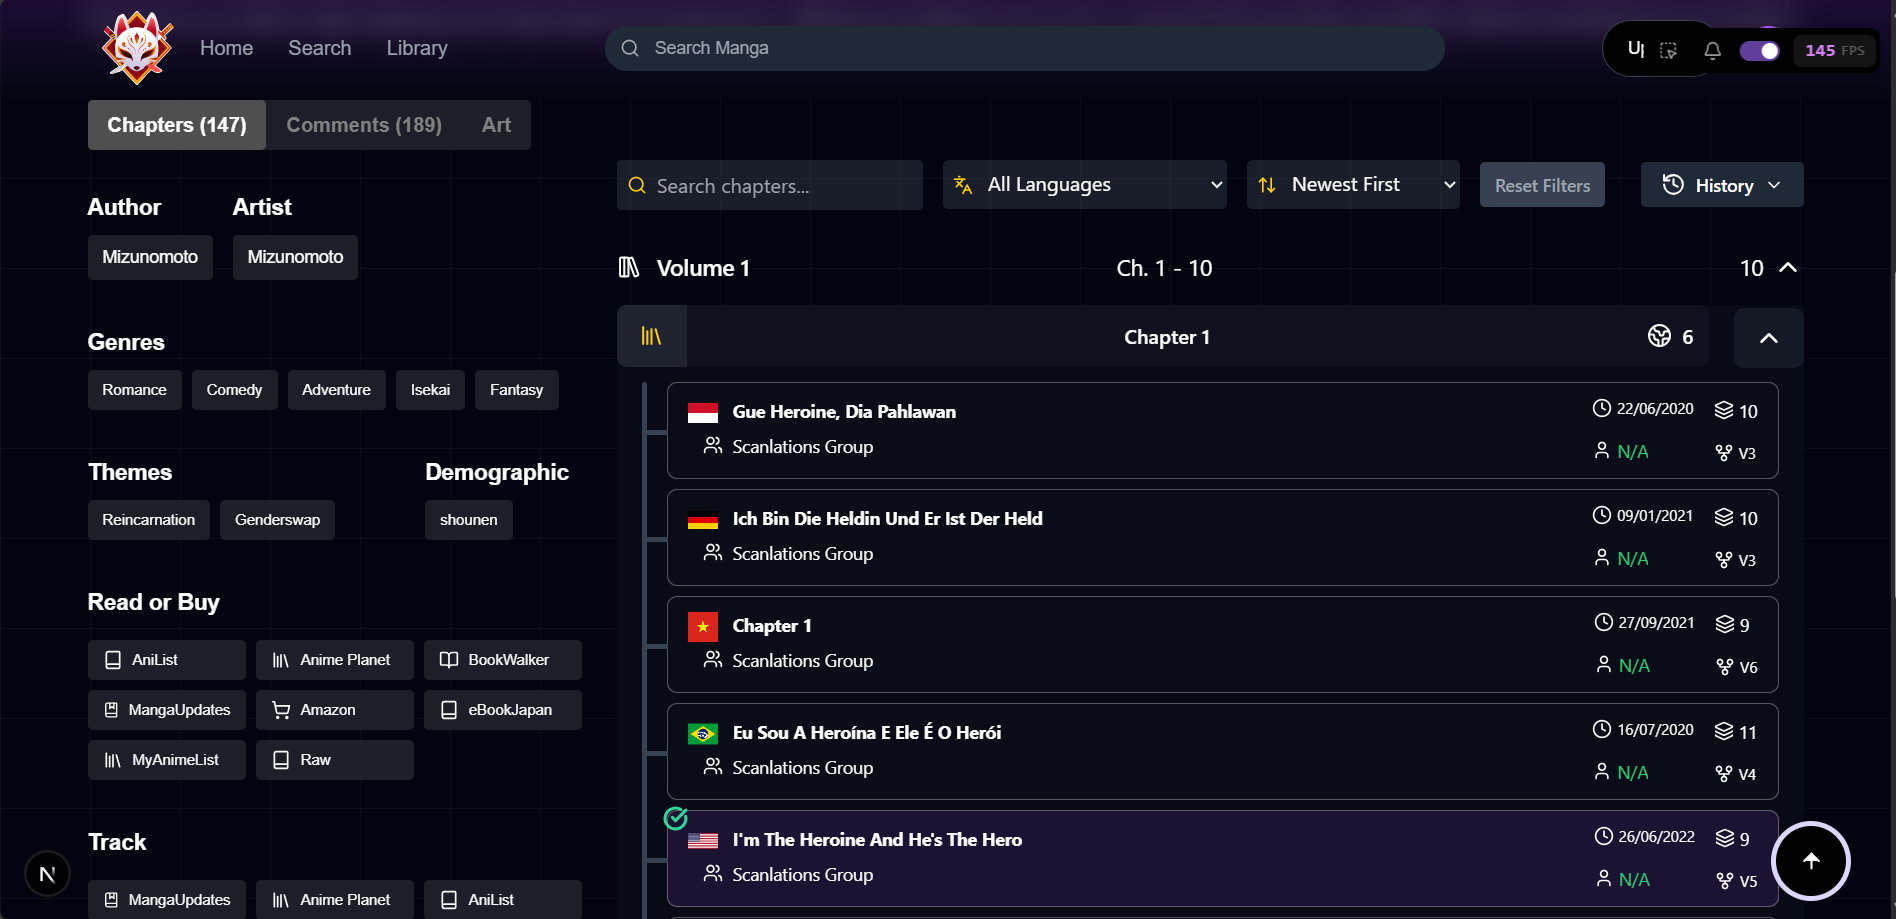 Home
Search
Library
Search Manga
U
145 FPS
Chapters (147)
Comments (189)
Art
Author
Artist
Mizunomoto
Mizunomoto
Genres
Romance
Comedy
Adventure
Isekai
Fantasy
Themes
Demographic
Reincarnation
Genderswap
shounen
Read or Buy
AniList
Anime Planet
BookWalker
MangaUpdates
Amazon
eBookJapan
MyAnimeList
Raw
Track
MangaUpdates
Anime Planet
AniList
N
Search chapters...
All Languages
Newest First
Reset Filters
History
Volume 1
Ch. 1 - 10
10
Chapter 1
6
Gue Heroine, Dia Pahlawan
22/06/2020
10
Scanlations Group
N/A
V3
Ich Bin Die Heldin Und Er Ist Der Held
09/01/2021
10
Scanlations Group
N/A
V3
Chapter 1
27/09/2021
9
Scanlations Group
N/A
V6
Eu Sou A Heroína E Ele É O Herói
16/07/2020
11
Scanlations Group
N/A
V4
I'm The Heroine And He's The Hero
26/06/2022
9
Scanlations Group
N/A
V5